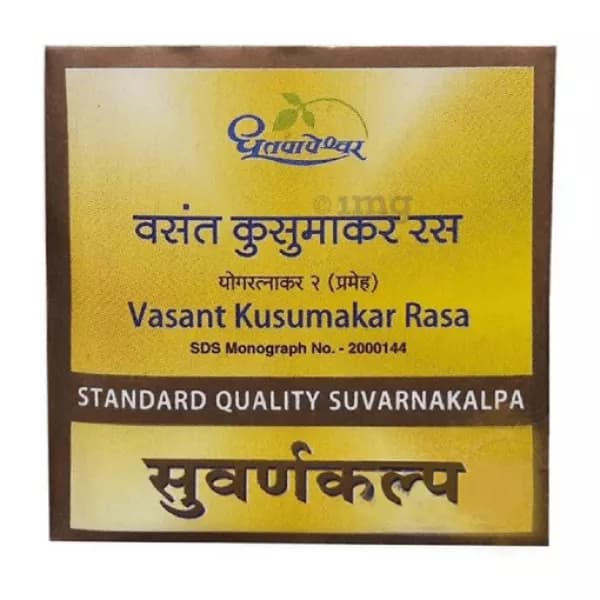 धूतपापेश्वर
©1mg
वसंत कुसुमाकर रस
योगरत्नाकर २ (प्रमेह)
Vasant Kusumakar Rasa
SDS Monograph No. - 2000144
STANDARD QUALITY SUVARNAKALPA
सुवर्णकल्प